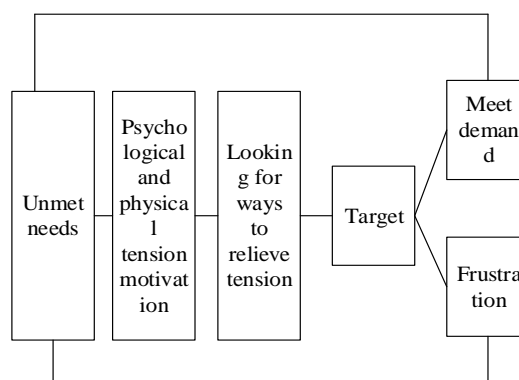 Unmet
needs
Psycho
logical
and
physica
l
tension
motivat
ion
Lookin
g for
ways
to
relieve
tension
Target
Meet
deman
d
Frustra
tion